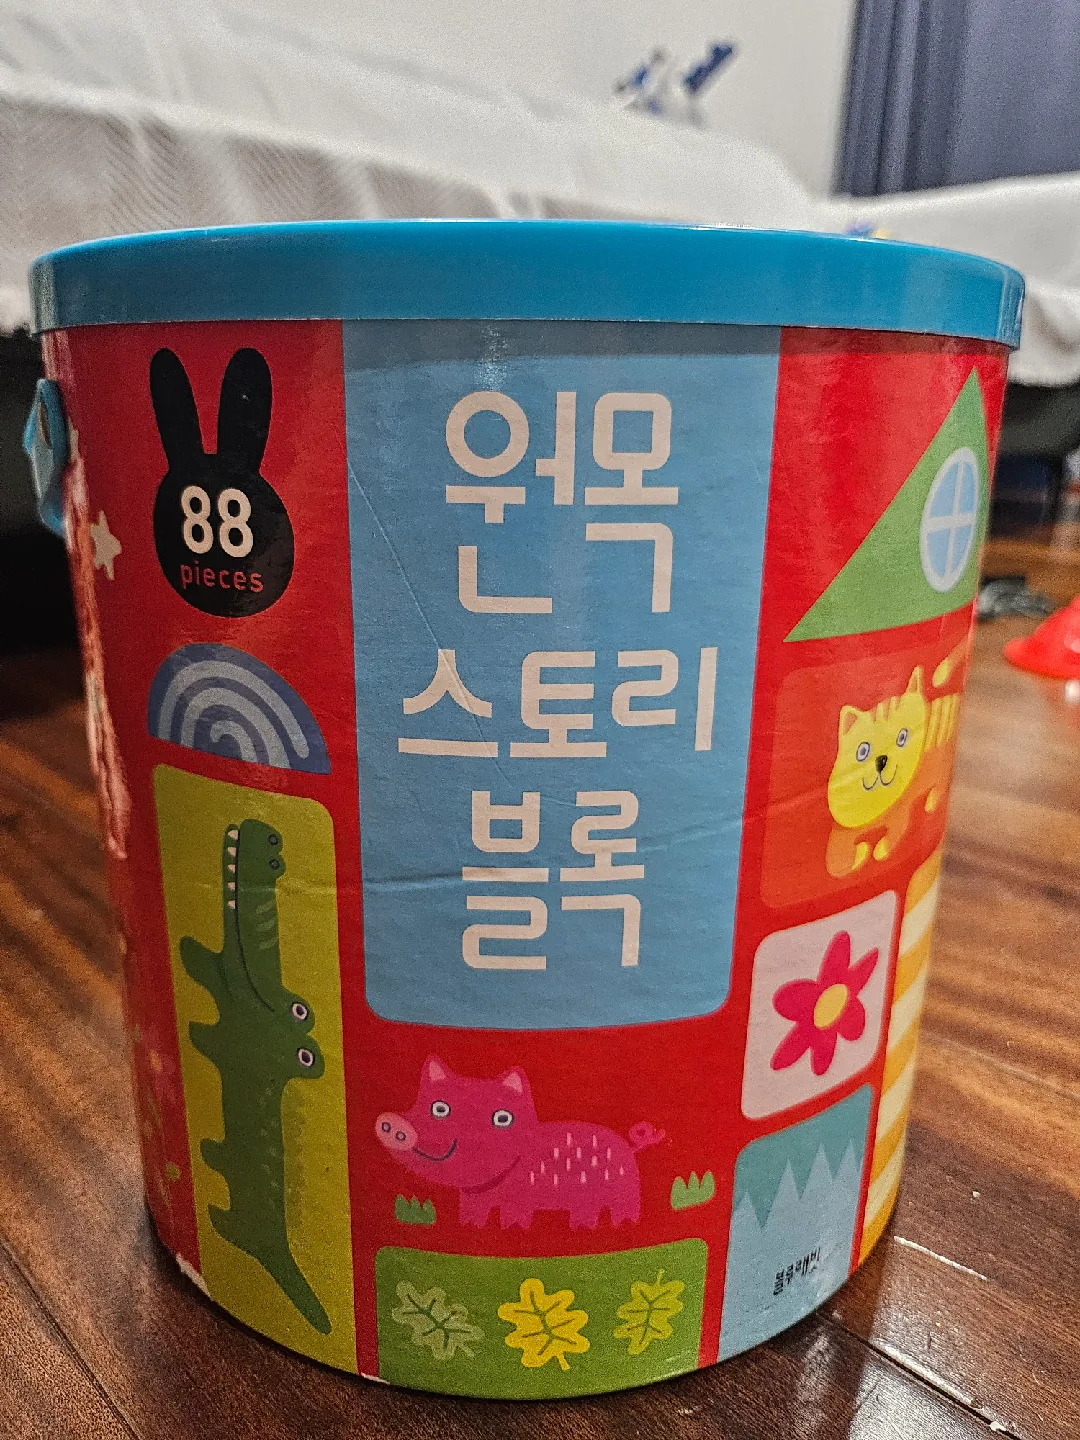 88
pieces
원목
스토리
블록
블루래빗